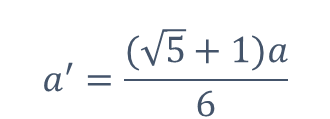 a′ = (√5 + 1)a / 6